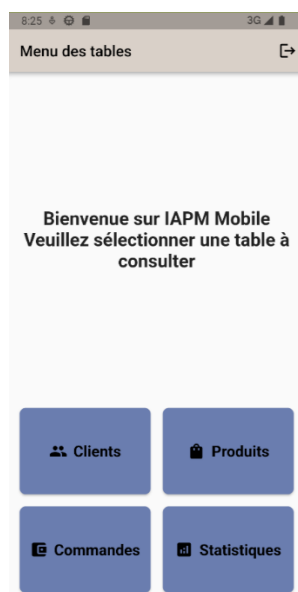 8:25 3G
Menu des tables
Bienvenue sur IAPM Mobile
Veuillez sélectionner une table à
consulter
Clients
Produits
Commandes
Statistiques